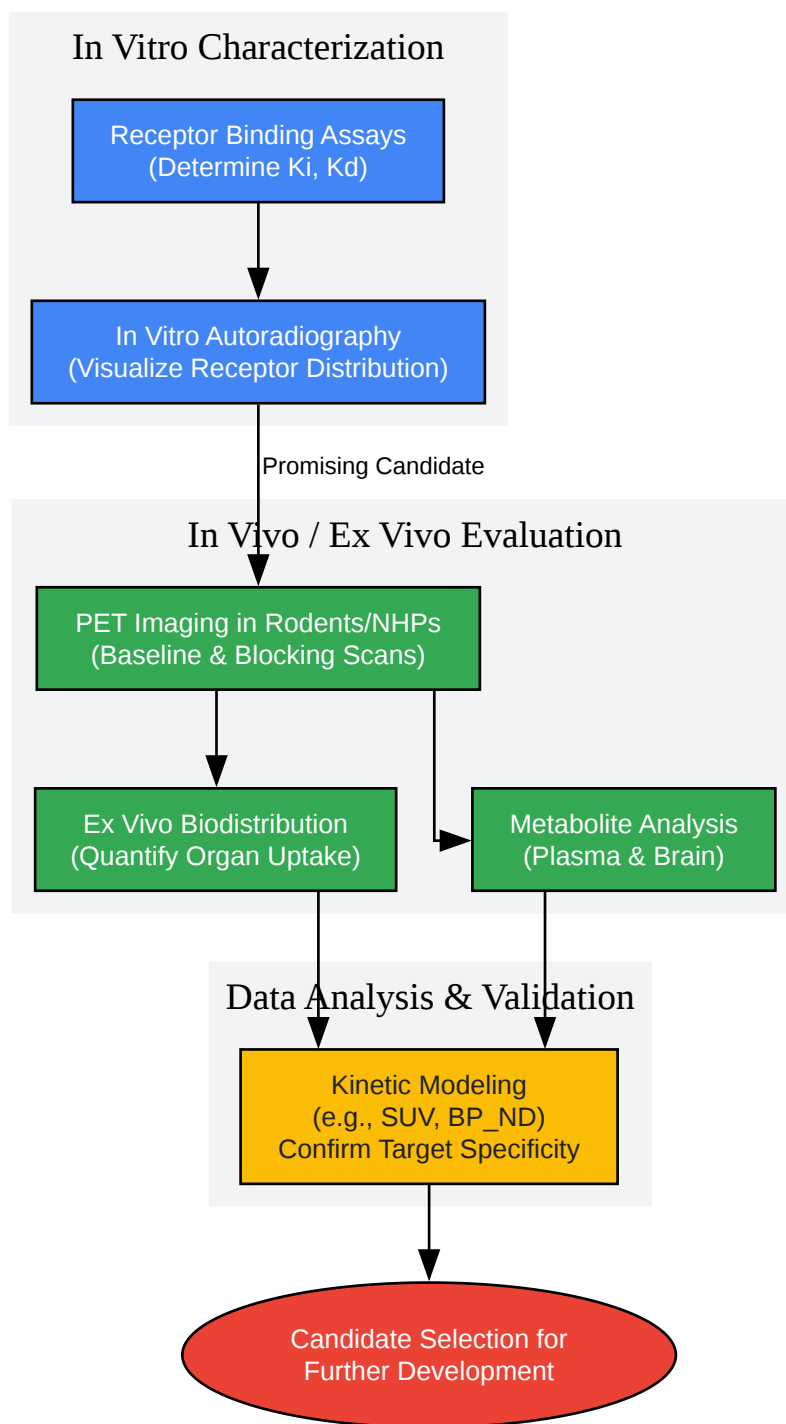 In Vitro Characterization
Receptor Binding Assays
(Determine Ki, Kd)
In Vitro Autoradiography
(Visualize Receptor Distribution)
Promising Candidate
In Vivo / Ex Vivo Evaluation
PET Imaging in Rodents/NHPs
(Baseline & Blocking Scans)
Ex Vivo Biodistribution
(Quantify Organ Uptake)
Metabolite Analysis
(Plasma & Brain)
Data Analysis & Validation
Kinetic Modeling
(e.g., SUV, BP_ND)
Confirm Target Specificity
Candidate Selection for
Further Development